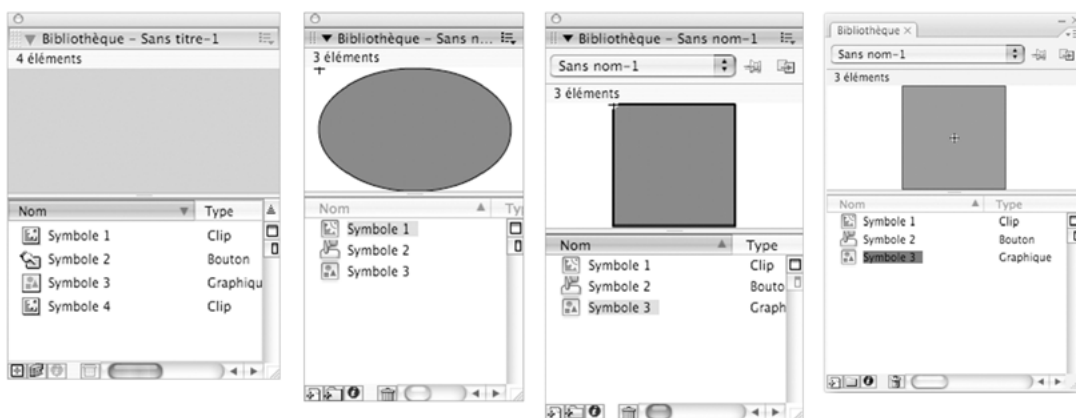 Bibliothèque – Sans titre-1
4 éléments
Nom Type
Symbole 1 Clip
Symbole 2 Bouton
Symbole 3 Graphiqu
Symbole 4 Clip
Bibliothèque – Sans n...
3 éléments
Nom Ty
Symbole 1
Symbole 2
Symbole 3
Bibliothèque – Sans nom-1
Sans nom-1
3 éléments
Nom Type
Symbole 1 Clip
Symbole 2 Bouto
Symbole 3 Graph
Bibliothèque ×
Sans nom-1
3 éléments
Nom Type
Symbole 1 Clip
Symbole 2 Bouton
Symbole 3 Graphique